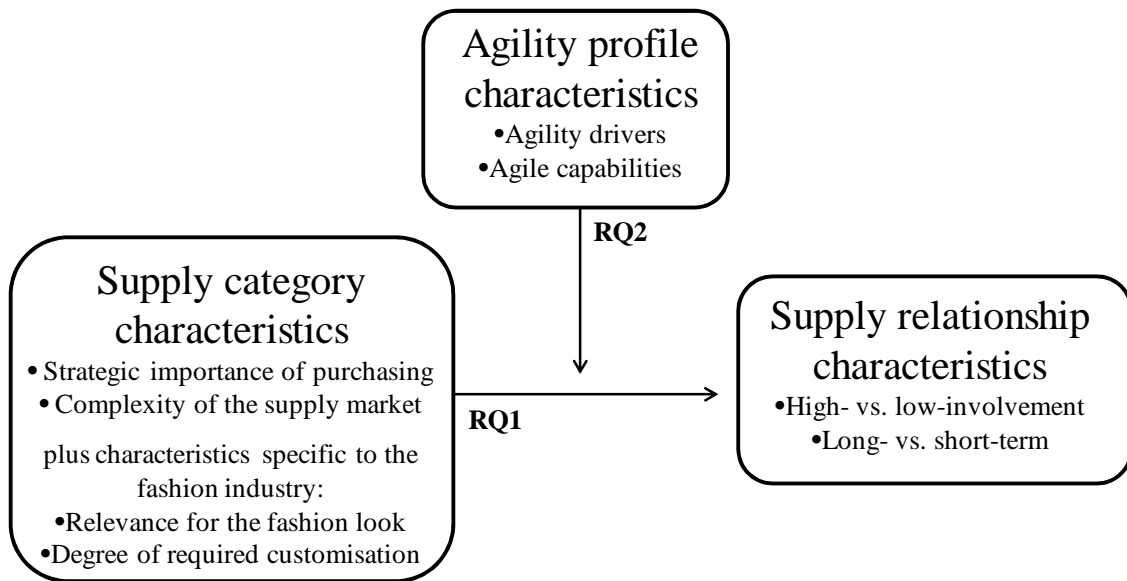 Agility profile
characteristics
•Agility drivers
•Agile capabilities
RQ2
Supply category
characteristics
• Strategic importance of purchasing
• Complexity of the supply market
plus characteristics specific to the
fashion industry:
•Relevance for the fashion look
•Degree of required customisation
RQ1
Supply relationship
characteristics
•High- vs. low-involvement
•Long- vs. short-term